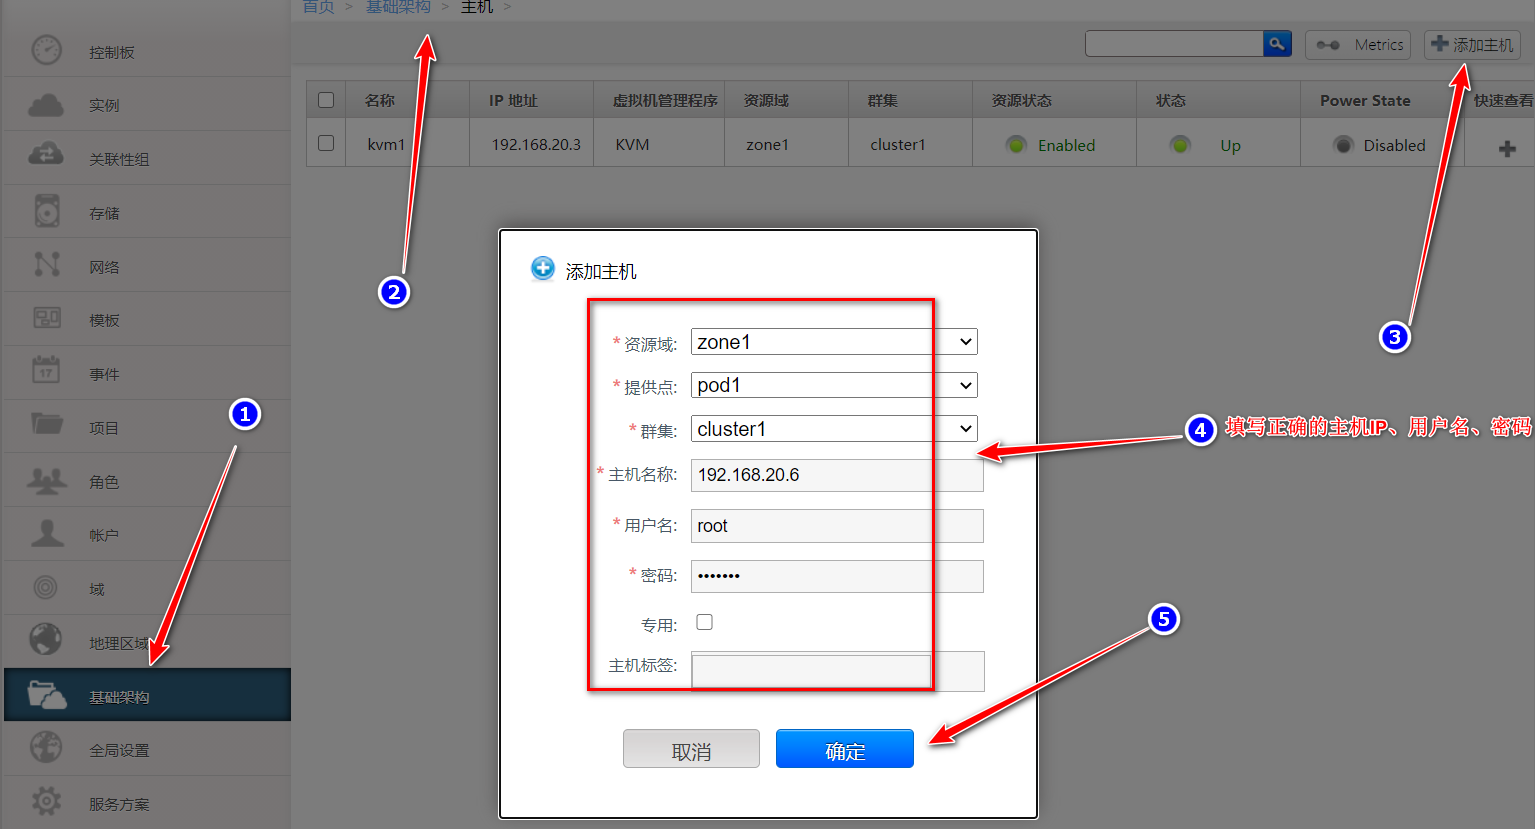 首页 > 基础架构 > 主机 >
Metrics
添加主机
控制板
实例
关联性组
存储
网络
模板
17
事件
项目
角色
帐户
域
地理区域
基础架构
全局设置
服务方案
名称 IP 地址 虚拟机管理程序 资源域 群集 资源状态 状态 Power State 快速查看
kvm1 192.168.20.3 KVM zone1 cluster1 Enabled Up Disabled
添加主机
* 资源域: zone1
* 提供点: pod1
* 群集: cluster1
* 主机名称: 192.168.20.6
* 用户名: root
* 密码: •••••••
专用:
主机标签:
取消 确定
1
2
3
4 填写正确的主机IP、用户名、密码
5